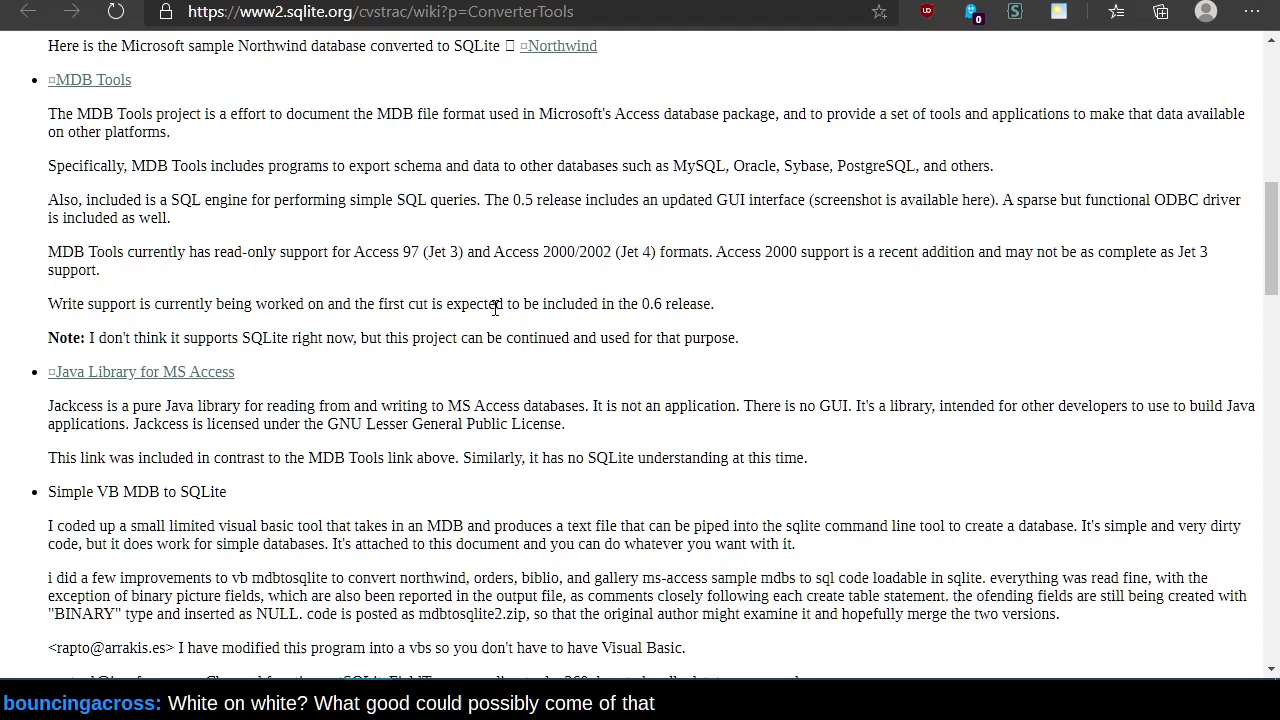 https://www2.sqlite.org/cvstrac/wiki?p=ConverterTools
0
Here is the Microsoft sample Northwind database converted to SQLite ▯ ¤Northwind
• ¤MDB Tools
The MDB Tools project is a effort to document the MDB file format used in Microsoft's Access database package, and to provide a set of tools and applications to make that data available
on other platforms.
Specifically, MDB Tools includes programs to export schema and data to other databases such as MySQL, Oracle, Sybase, PostgreSQL, and others.
Also, included is a SQL engine for performing simple SQL queries. The 0.5 release includes an updated GUI interface (screenshot is available here). A sparse but functional ODBC driver
is included as well.
MDB Tools currently has read-only support for Access 97 (Jet 3) and Access 2000/2002 (Jet 4) formats. Access 2000 support is a recent addition and may not be as complete as Jet 3
support.
Write support is currently being worked on and the first cut is expected to be included in the 0.6 release.
Note: I don't think it supports SQLite right now, but this project can be continued and used for that purpose.
• ¤Java Library for MS Access
Jackcess is a pure Java library for reading from and writing to MS Access databases. It is not an application. There is no GUI. It's a library, intended for other developers to use to build Java
applications. Jackcess is licensed under the GNU Lesser General Public License.
This link was included in contrast to the MDB Tools link above. Similarly, it has no SQLite understanding at this time.
• Simple VB MDB to SQLite
I coded up a small limited visual basic tool that takes in an MDB and produces a text file that can be piped into the sqlite command line tool to create a database. It's simple and very dirty
code, but it does work for simple databases. It's attached to this document and you can do whatever you want with it.
i did a few improvements to vb mdbtosqlite to convert northwind, orders, biblio, and gallery ms-access sample mdbs to sql code loadable in sqlite. everything was read fine, with the
exception of binary picture fields, which are also been reported in the output file, as comments closely following each create table statement. the ofending fields are still being created with
"BINARY" type and inserted as NULL. code is posted as mdbtosqlite2.zip, so that the original author might examine it and hopefully merge the two versions.
<rapto@arrakis.es> I have modified this program into a vbs so you don't have to have Visual Basic.
bouncingacross: White on white? What good could possibly come of that